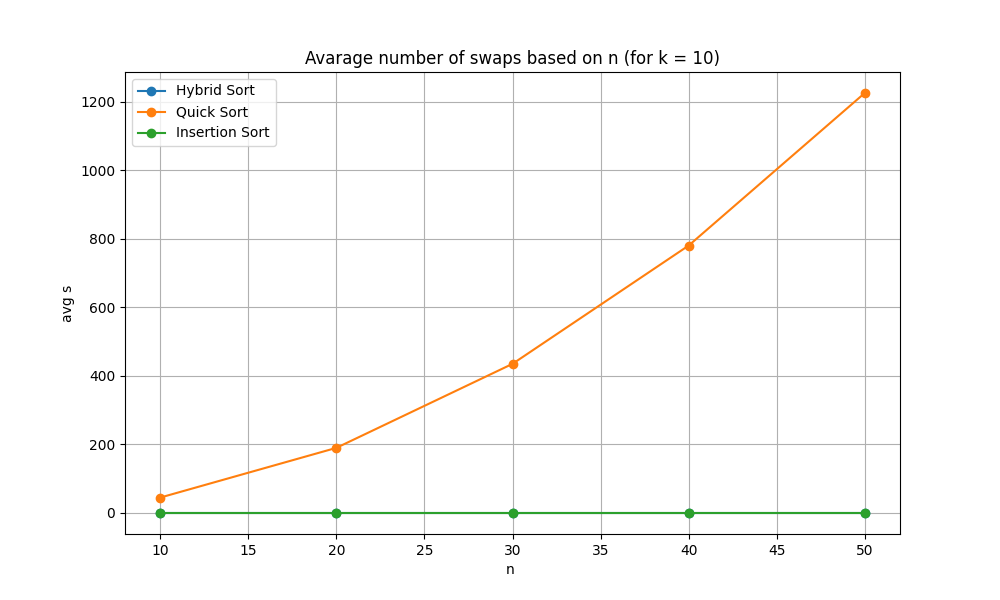 Avarage number of swaps based on n (for k = 10)
Hybrid Sort
Quick Sort
Insertion Sort
1200
1000
800
600
400
200
0
avg s
10 15 20 25 30 35 40 45 50
n